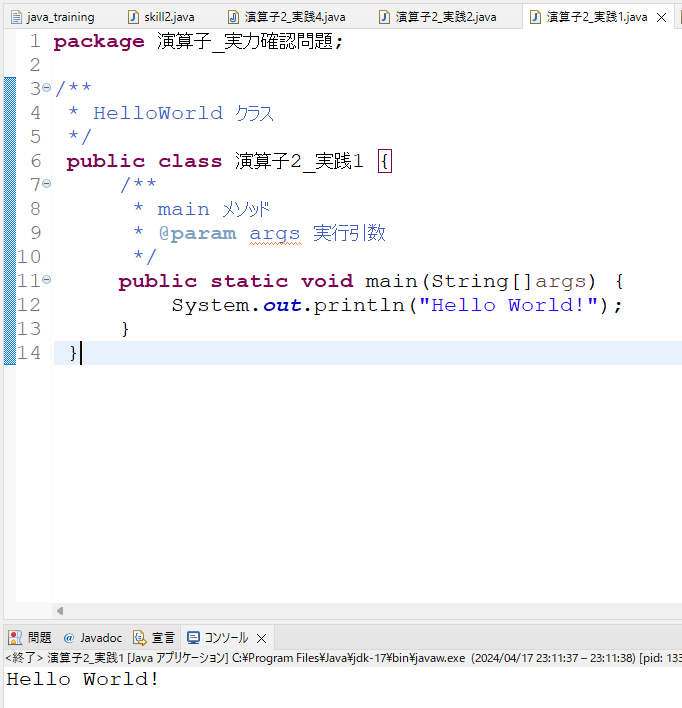 java_training skill2.java 演算子2_実践4.java 演算子2_実践2.java 演算子2_実践1.java
1 package 演算子_実力確認問題;
2
3 /**
4 * HelloWorld クラス
5 */
6 public class 演算子2_実践1 {
7 /**
8 * main メソッド
9 * @param args 実行引数
10 */
11 public static void main(String[]args) {
12 System.out.println("Hello World!");
13 }
14 }
問題 @ Javadoc 宣言 コンソール
<終了> 演算子2_実践1 [Java アプリケーション] C:¥Program Files¥Java¥jdk-17¥bin¥javaw.exe (2024/04/17 23:11:37 – 23:11:38) [pid: 133
Hello World!